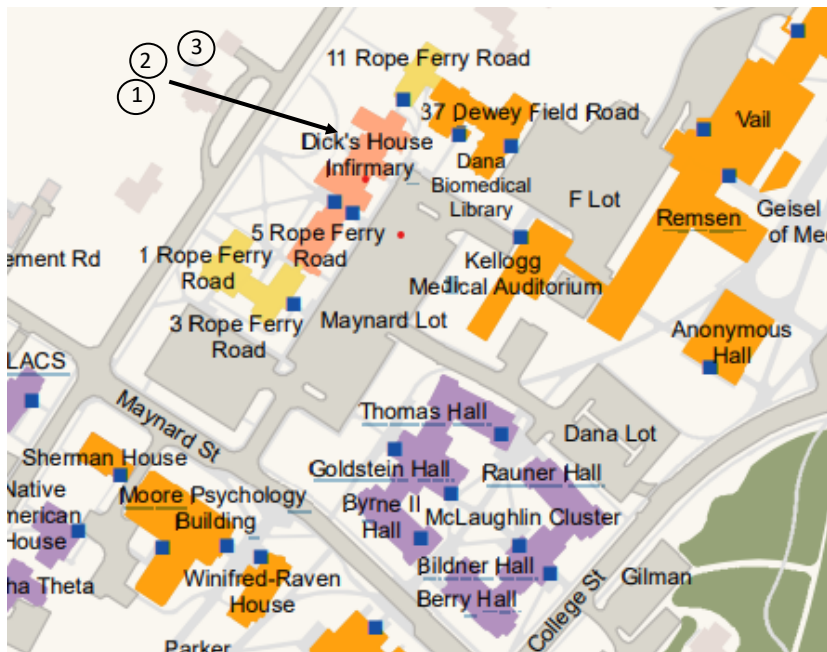 3
2
1
11 Rope Ferry Road
37 Dewey Field Road
Vail
Dick's House
Infirmary
Dana
Biomedical
Library
F Lot
Remsen
Geisel
of Me
5 Rope Ferry
Road
1 Rope Ferry
Road
ement Rd
Kellogg
Medical Auditorium
3 Rope Ferry
Road
Maynard Lot
Anonymous
Hall
LACS
Maynard St
Thomas Hall
Dana Lot
Sherman House
Goldstein Hall
Rauner Hall
Native
merican
House
Moore Psychology
Building
Byrne II
Hall
McLaughlin Cluster
Winifred-Raven
House
Bildner Hall
Berry Hall
College St
Gilman
ha Theta
Parker